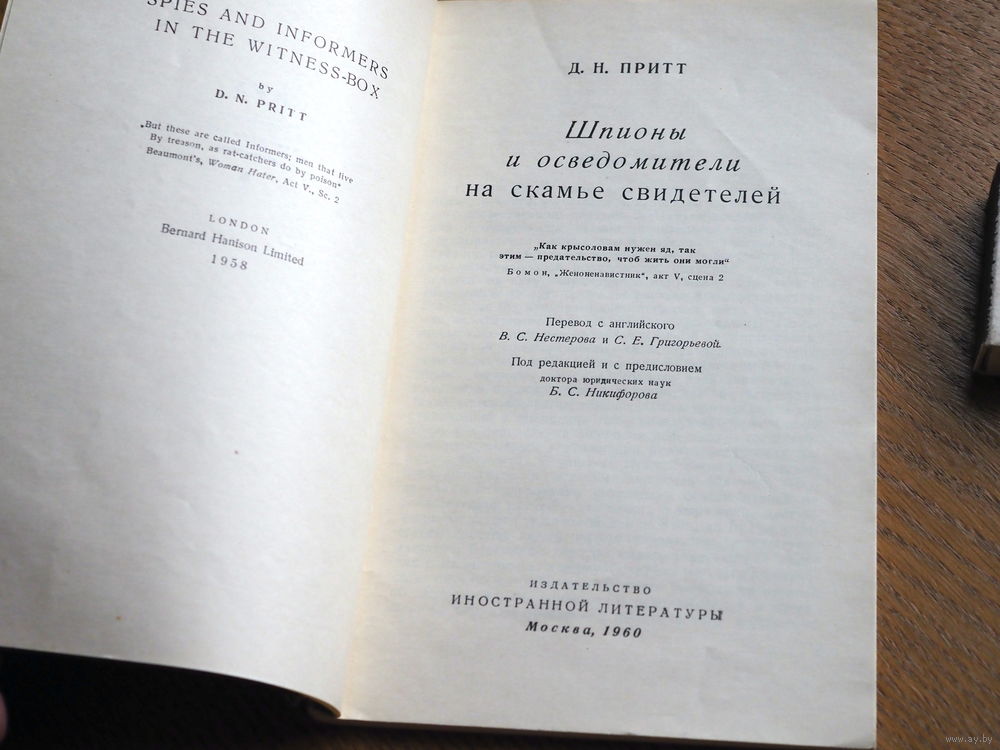 SPIES AND INFORMERS
IN THE WITNESS-BOX
by
D. N. PRITT
„But these are called Informers; men that live
By treason, as rat-catchers do by poison“
Beaumont's, Woman Hater, Act V., Sc. 2
LONDON
Bernard Hanison Limited
1958
Д. Н. ПРИТТ
Шпионы
и осведомители
на скамье свидетелей
„Как крысоловам нужен яд, так
этим — предательство, чтоб жить они могли“
Бомон, „Женоненавистник“, акт V, сцена 2
Перевод с английского
В. С. Нестерова и С. Е. Григорьевой
Под редакцией и с предисловием
доктора юридических наук
Б. С. Никифорова
ИЗДАТЕЛЬСТВО
ИНОСТРАННОЙ ЛИТЕРАТУРЫ
Москва, 1960
www.ay.by